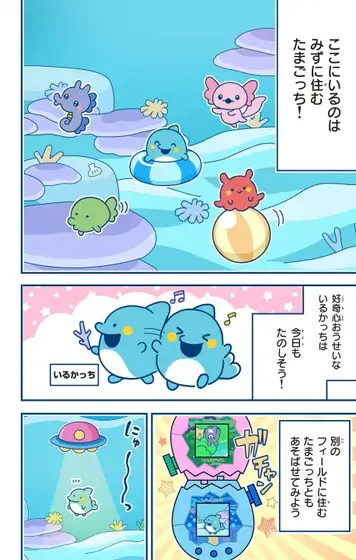 ここにいるのは
みずに住む
たまごっち！
好奇心おうせいな
いるかっちは
今日も
たのしそう！
いるかっち
別の
フィールドに住む
たまごっちとも
あそばせてみよう
ガチャン